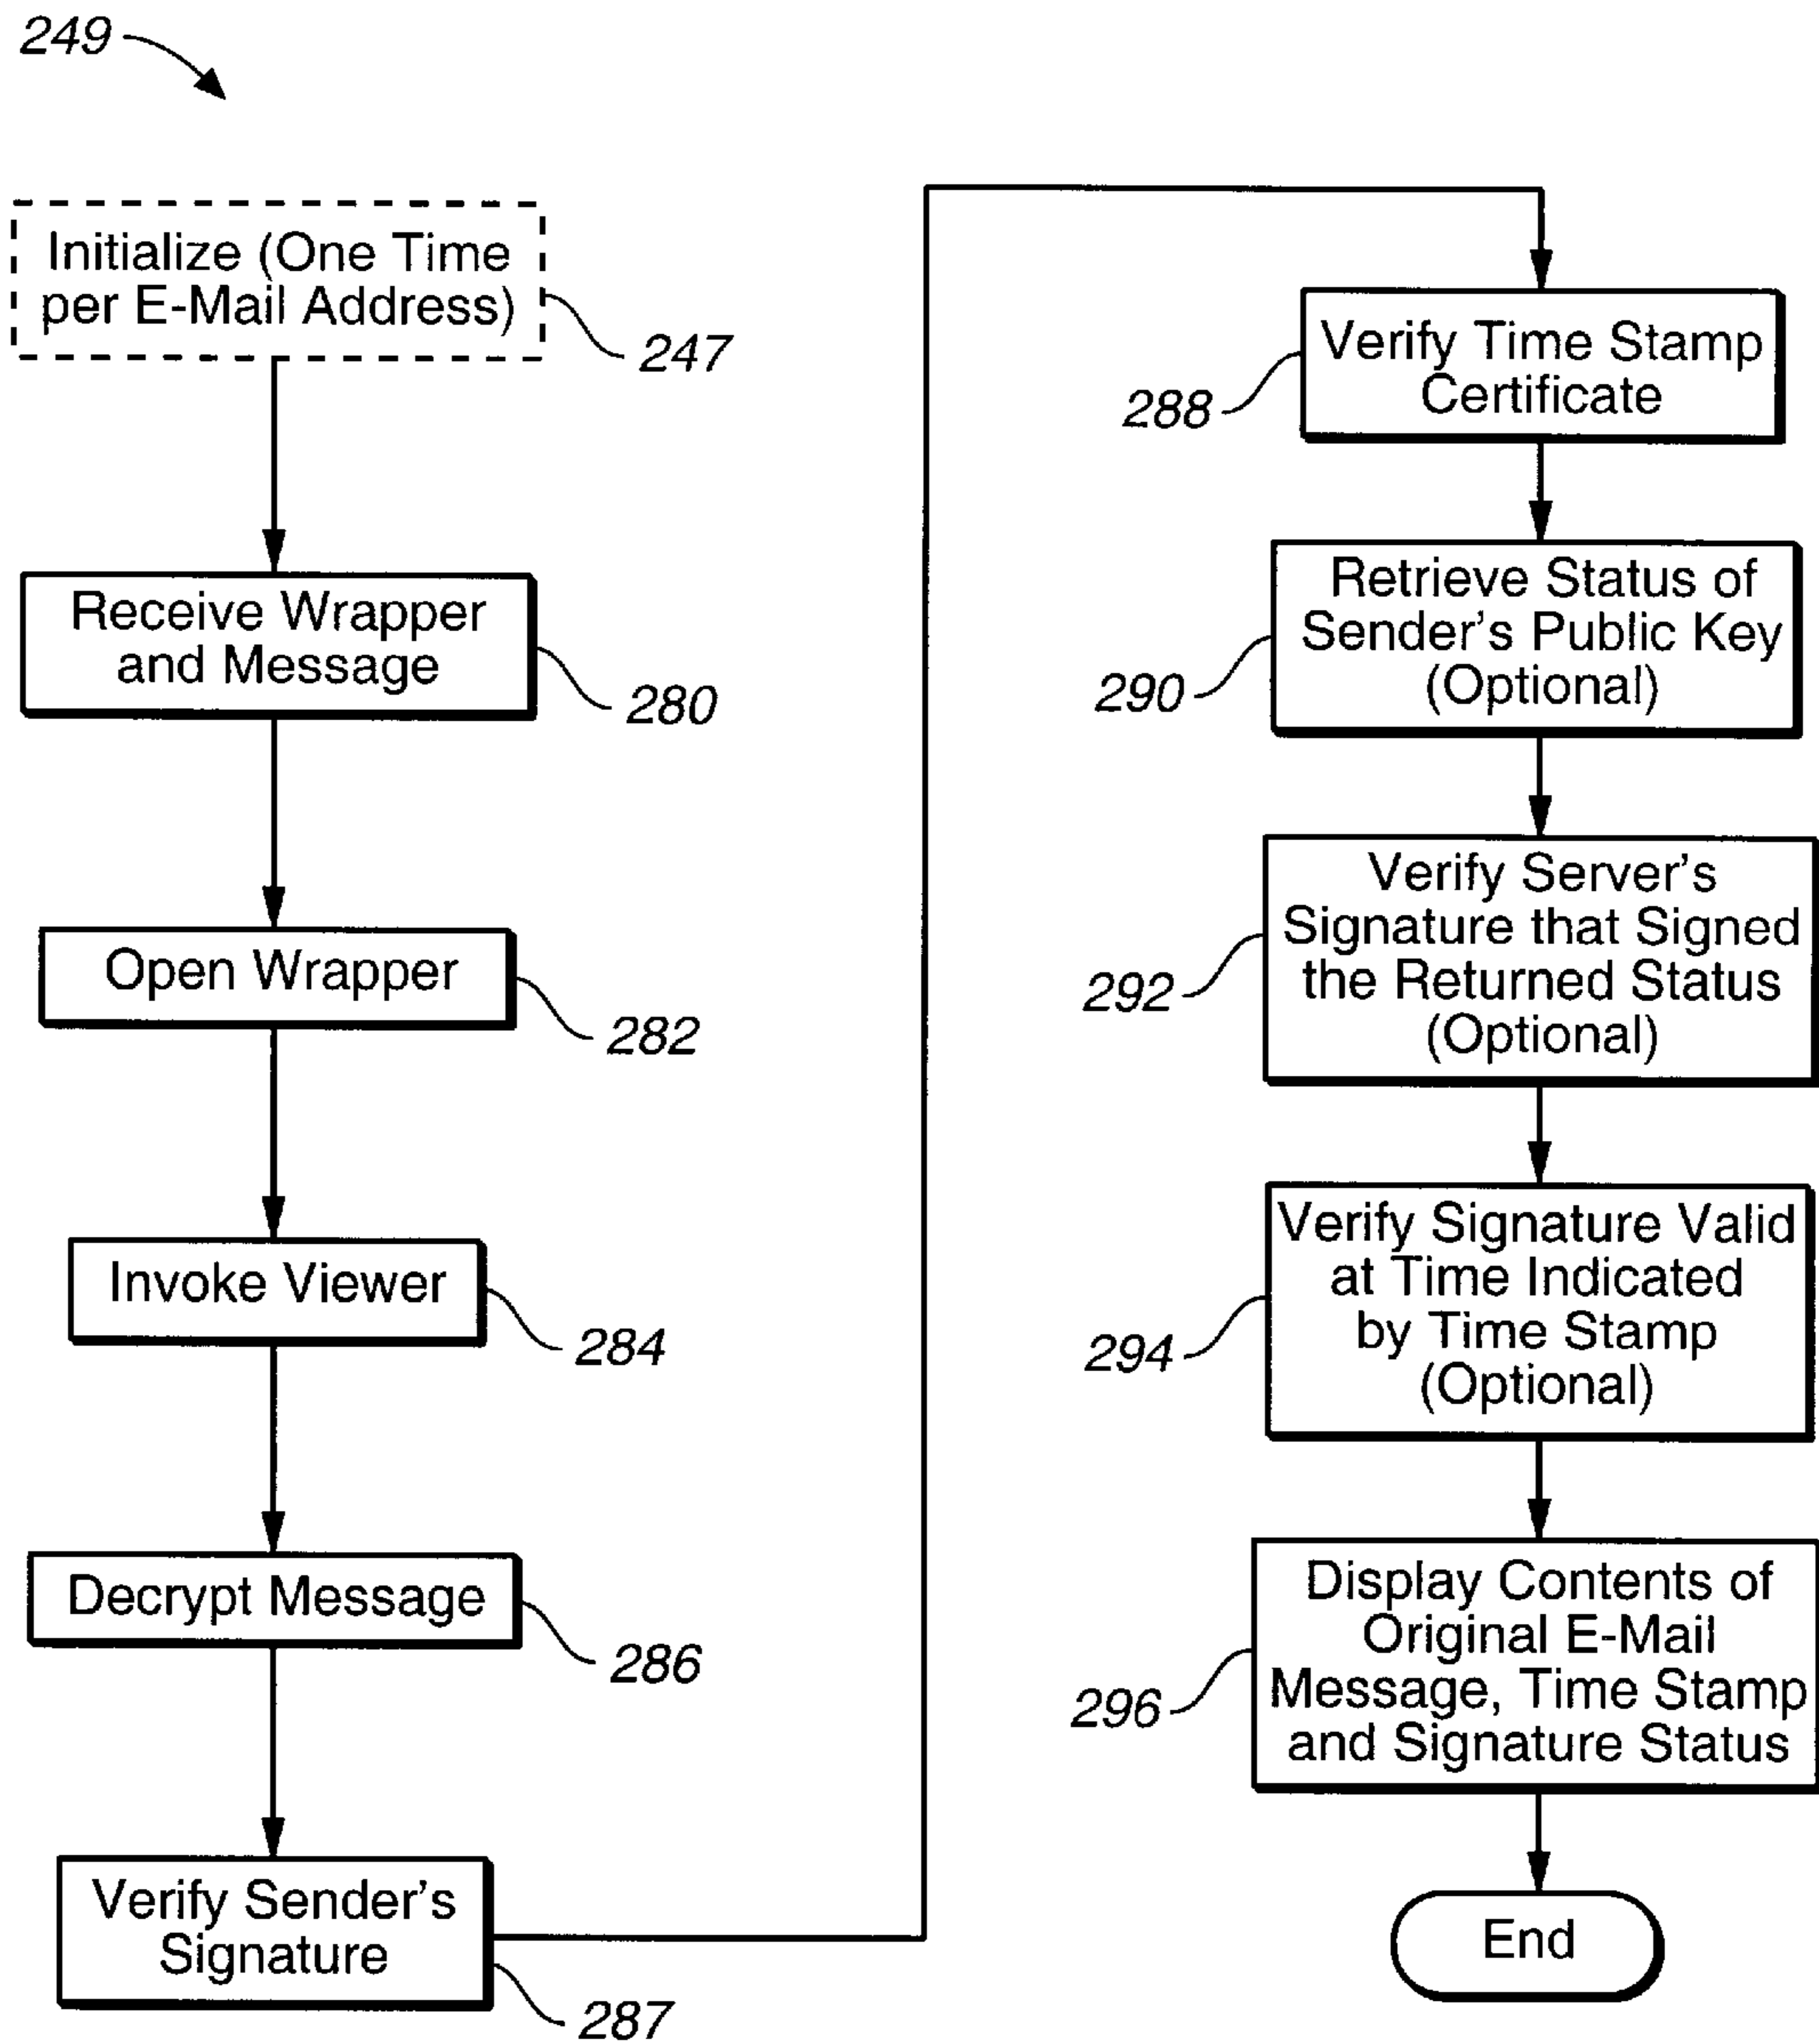 249
Initialize (One Time
per E-Mail Address)
247
Receive Wrapper
and Message
280
Open Wrapper
282
Invoke Viewer
284
Decrypt Message
286
Verify Sender's
Signature
287
Verify Time Stamp
Certificate
288
Retrieve Status of
Sender's Public Key
(Optional)
290
Verify Server's
Signature that Signed
the Returned Status
(Optional)
292
Verify Signature Valid
at Time Indicated
by Time Stamp
(Optional)
294
Display Contents of
Original E-Mail
Message, Time Stamp
and Signature Status
296
End